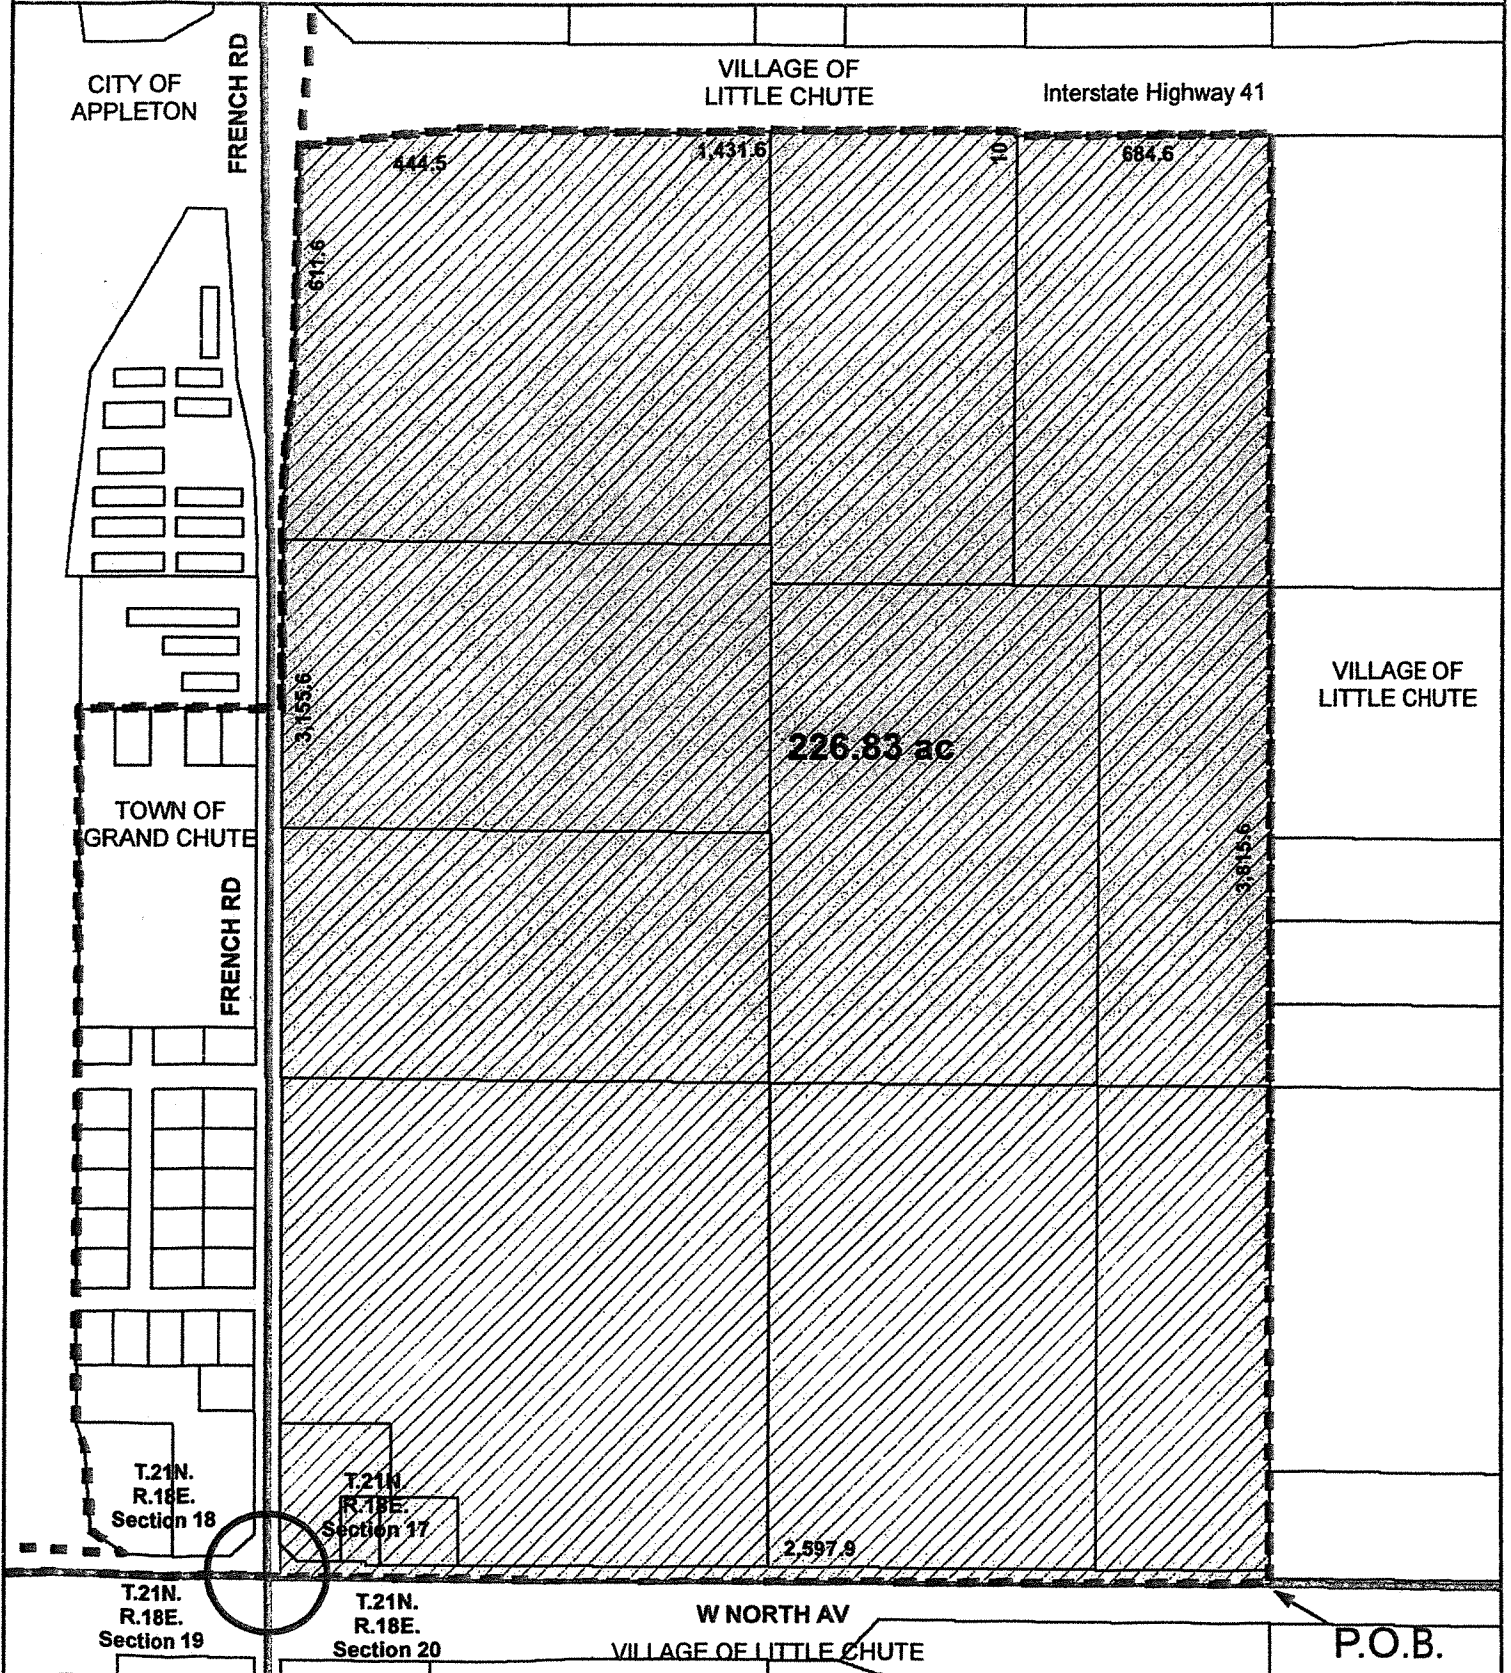 CITY OF
APPLETON
FRENCH RD
VILLAGE OF
LITTLE CHUTE
Interstate Highway 41
444.5
1,431.6
10
684.6
611.6
3,155.6
226.83 ac
VILLAGE OF
LITTLE CHUTE
TOWN OF
GRAND CHUTE
FRENCH RD
3,815.6
T.21N.
R.18E.
Section 18
T.21N.
R.18E.
Section 17
2,597.9
T.21N.
R.18E.
Section 19
T.21N.
R.18E.
Section 20
W NORTH AV
VILLAGE OF LITTLE CHUTE
P.O.B.